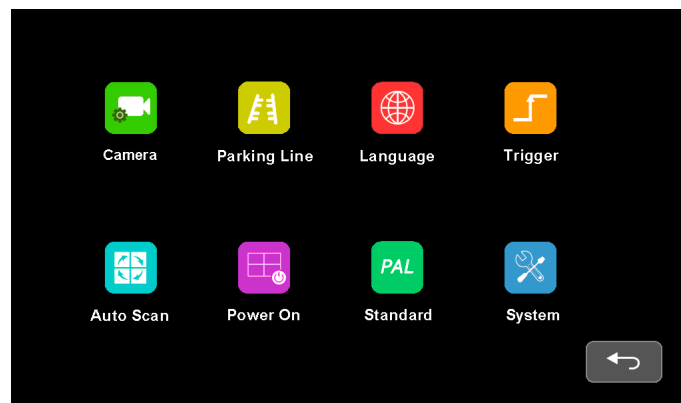 Camera
Parking Line
Language
Trigger
PAL
Auto Scan
Power On
Standard
System